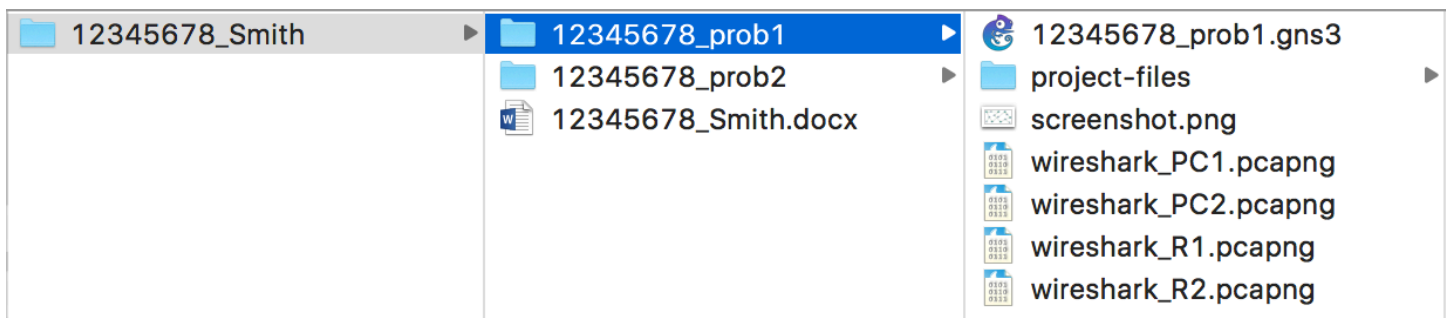 12345678_Smith
12345678_prob1
12345678_prob2
12345678_Smith.docx
12345678_prob1.gns3
project-files
screenshot.png
wireshark_PC1.pcapng
wireshark_PC2.pcapng
wireshark_R1.pcapng
wireshark_R2.pcapng